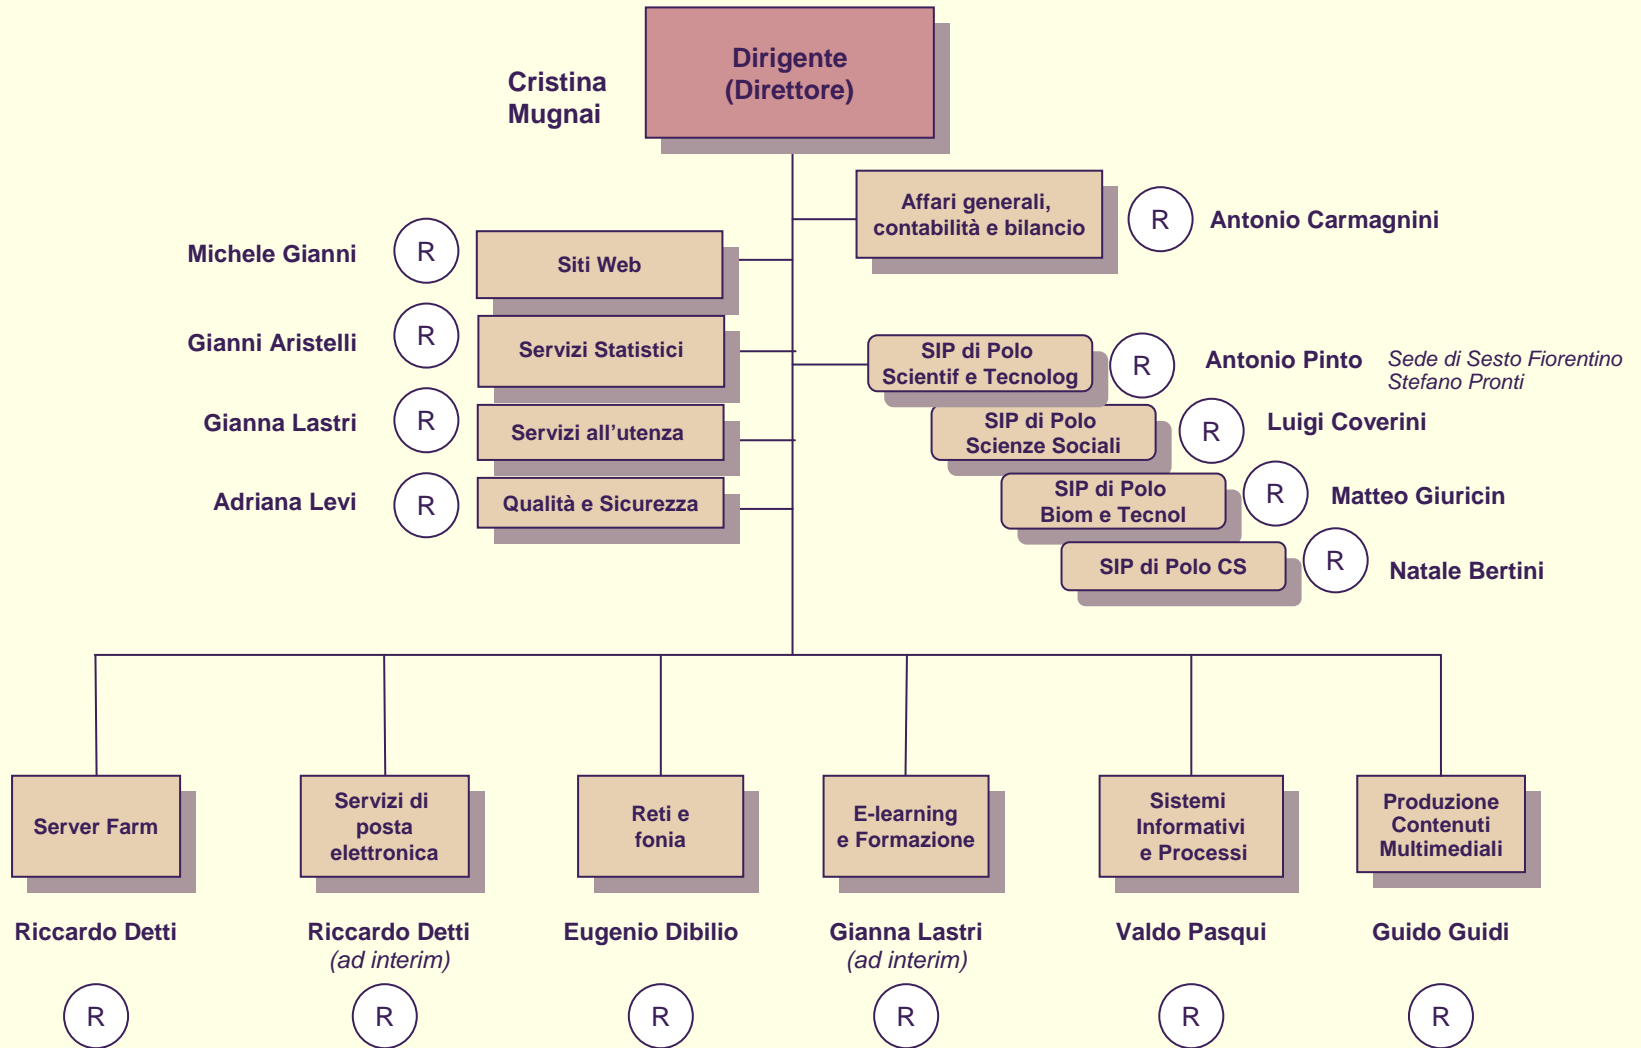 Dirigente
(Direttore)
Cristina
Mugnai
Affari generali,
contabilità e bilancio
R
Antonio Carmagnini
Michele Gianni
R
Siti Web
Gianni Aristelli
R
Servizi Statistici
Gianna Lastri
R
Servizi all’utenza
Adriana Levi
R
Qualità e Sicurezza
SIP di Polo
Scientif e Tecnolog
R
Antonio Pinto
Sede di Sesto Fiorentino
Stefano Pronti
SIP di Polo
Scienze Sociali
R
Luigi Coverini
SIP di Polo
Biom e Tecnol
R
Matteo Giuricin
SIP di Polo CS
R
Natale Bertini
Server Farm
Riccardo Detti
R
Servizi di
posta
elettronica
Riccardo Detti
(ad interim)
R
Reti e
fonia
Eugenio Dibilio
R
E-learning
e Formazione
Gianna Lastri
(ad interim)
R
Sistemi
Informativi
e Processi
Valdo Pasqui
R
Produzione
Contenuti
Multimediali
Guido Guidi
R